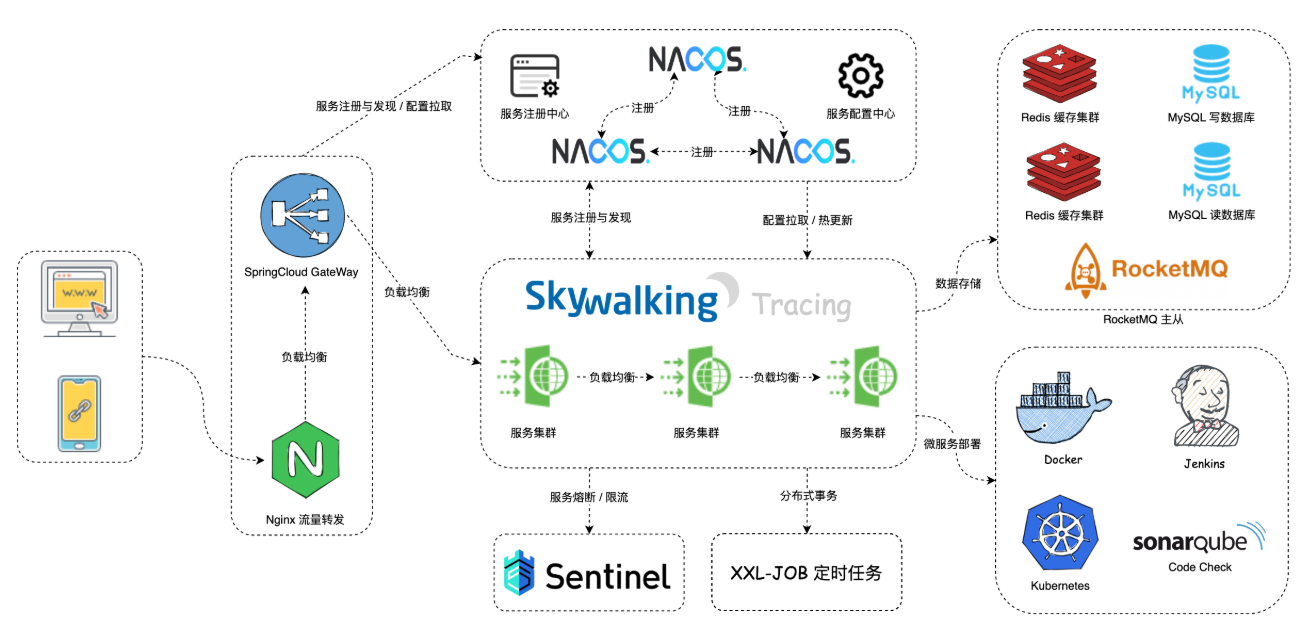 W.W.W
SpringCloud GateWay
负载均衡
Nginx 流量转发
服务注册与发现 / 配置拉取
负载均衡
NACOS.
服务注册中心
服务配置中心
注册
注册
NACOS.
注册
NACOS.
服务注册与发现
配置拉取 / 热更新
Skywalking
Tracing
负载均衡
负载均衡
服务集群
服务集群
服务集群
服务熔断 / 限流
分布式事务
Sentinel
XXL-JOB 定时任务
数据存储
微服务部署
Redis 缓存集群
MySQL
MySQL 写数据库
Redis 缓存集群
MySQL
MySQL 读数据库
RocketMQ
RocketMQ 主从
Docker
Jenkins
Kubernetes
sonarqube
Code Check